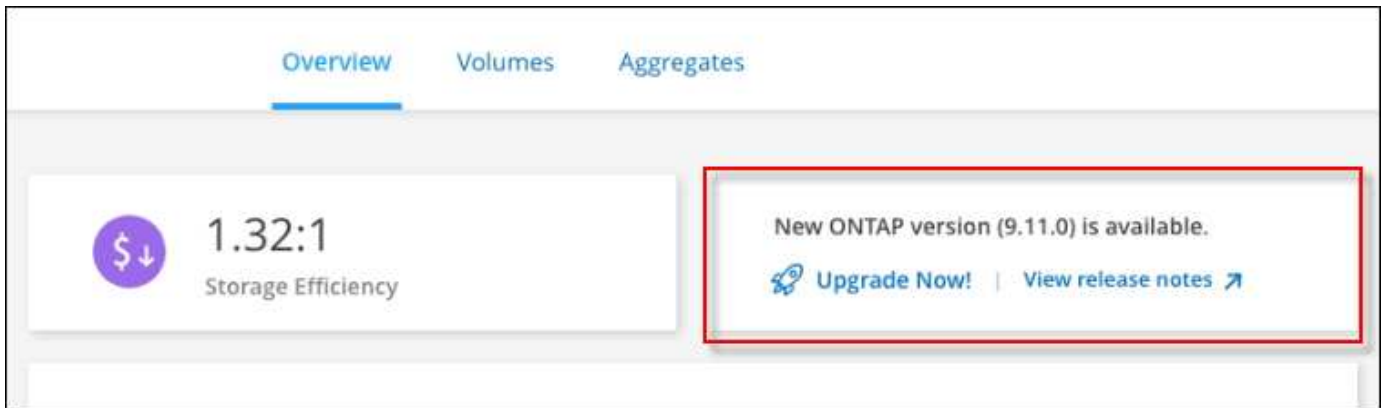 Overview Volumes Aggregates
1.32:1
Storage Efficiency
New ONTAP version (9.11.0) is available.
Upgrade Now! | View release notes